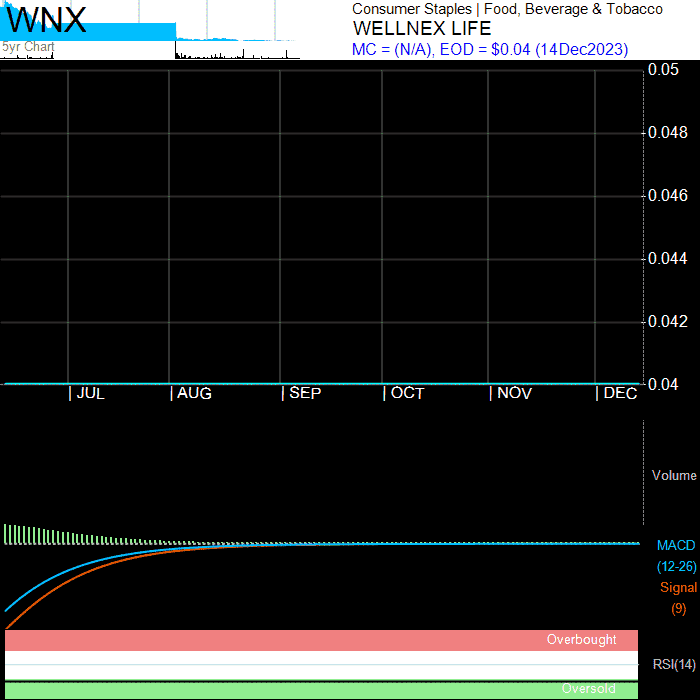 WNX
5yr Chart
Consumer Staples | Food, Beverage & Tobacco
WELLNEX LIFE
MC = (N/A), EOD = $0.04 (14Dec2023)
0.05
0.048
0.046
0.044
0.042
0.04
JUL
AUG
SEP
OCT
NOV
DEC
Volume
MACD
(12-26)
Signal
(9)
Overbought
RSI(14)
Oversold